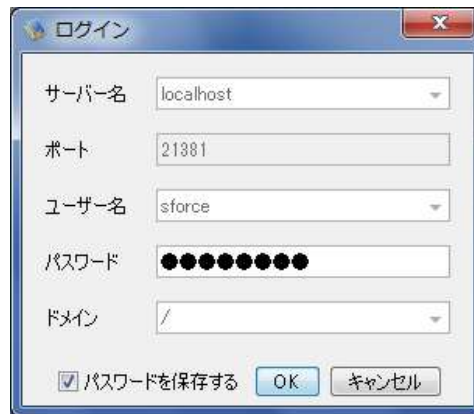 ログイン
サーバー名 localhost
ポート 21381
ユーザー名 sforce
パスワード ●●●●●●●●
ドメイン /
パスワードを保存する OK キャンセル